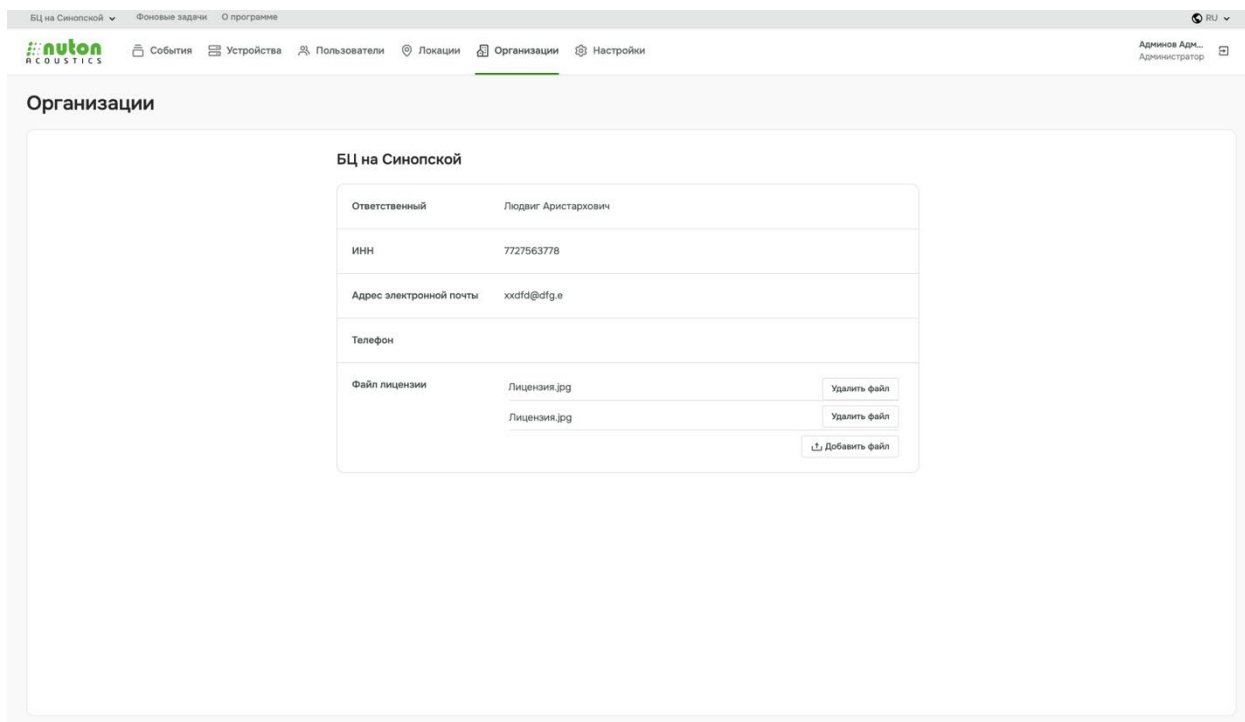 БЦ на Синопской Фоновые задачи О программе RU
nuton События Устройства Пользователи Локации Организации Настройки Админов Адм...
ACOUSTICS Администратор
Организации
БЦ на Синопской
Ответственный Людвиг Аристархович
ИНН 7727563778
Адрес электронной почты xxdfd@dfg.e
Телефон
Файл лицензии Лицензия.jpg Удалить файл
Лицензия.jpg Удалить файл
Добавить файл